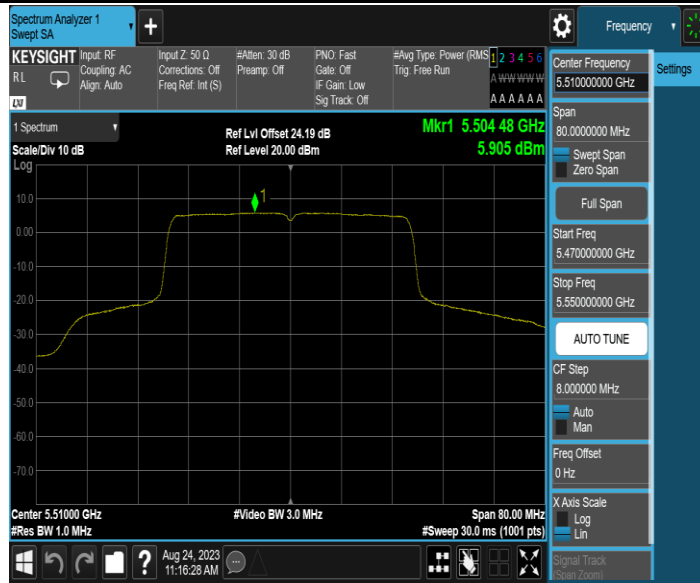 Spectrum Analyzer 1
Swept SA
+
Frequency
KEYSIGHT
RL
LXI
Input: RF
Coupling: AC
Align: Auto
Input Z: 50 Ω
Corrections: Off
Freq Ref: Int (S)
#Atten: 30 dB
Preamp: Off
PNO: Fast
Gate: Off
IF Gain: Low
Sig Track: Off
#Avg Type: Power (RMS
Trig: Free Run
1 2 3 4 5 6
A W W W W W
A A A A A A
1 Spectrum
Scale/Div 10 dB
Log
Ref Lvl Offset 24.19 dB
Ref Level 20.00 dBm
Mkr1 5.504 48 GHz
5.905 dBm
1
10.0
0.00
-10.0
-20.0
-30.0
-40.0
-50.0
-60.0
-70.0
Center 5.51000 GHz
#Res BW 1.0 MHz
#Video BW 3.0 MHz
Span 80.00 MHz
#Sweep 30.0 ms (1001 pts)
?
Aug 24, 2023
11:16:28 AM
Center Frequency
5.510000000 GHz
Settings
Span
80.0000000 MHz
Swept Span
Zero Span
Full Span
Start Freq
5.470000000 GHz
Stop Freq
5.550000000 GHz
AUTO TUNE
CF Step
8.000000 MHz
Auto
Man
Freq Offset
0 Hz
X Axis Scale
Log
Lin
Signal Track
(Span Zoom)